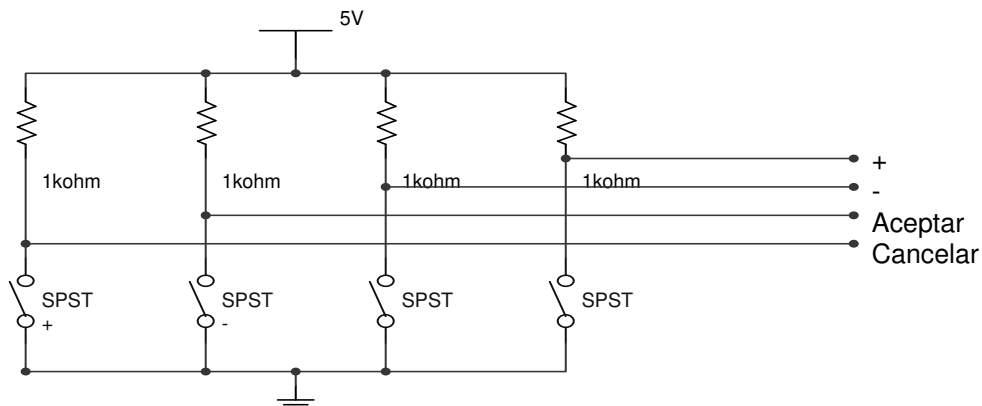 5V
+
1kohm 1kohm 1kohm 1kohm
-
Aceptar
Cancelar
SPST SPST SPST SPST
+ -